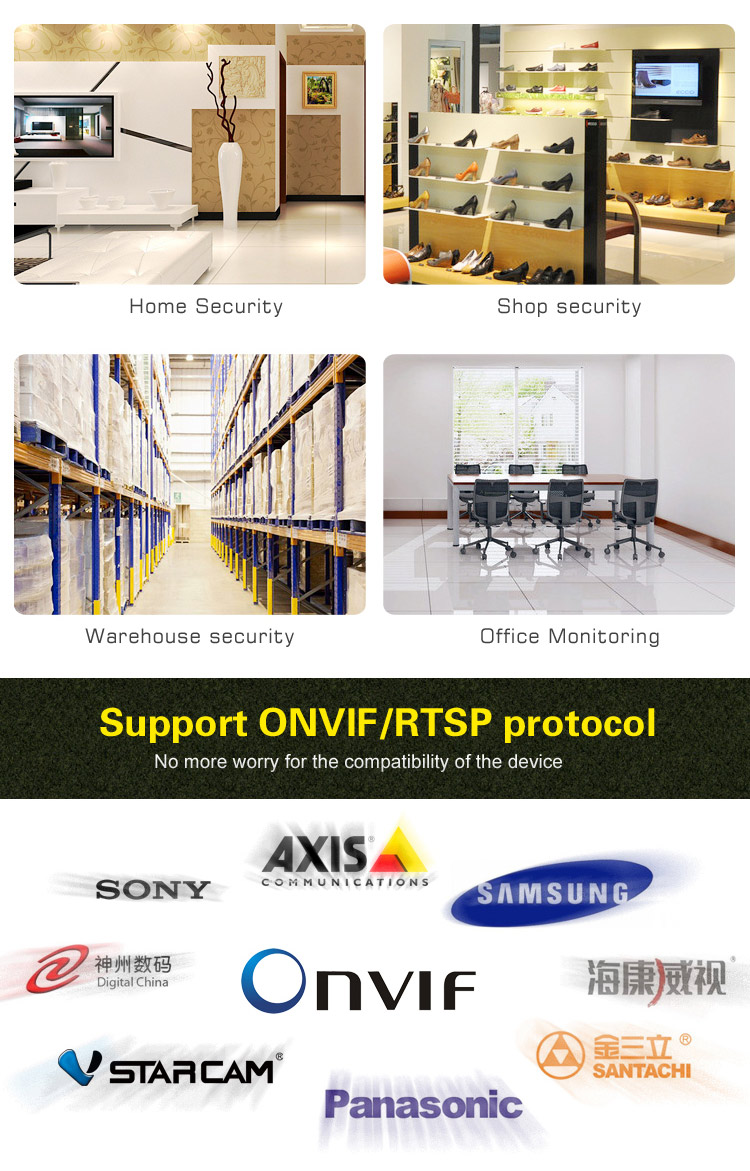 Home Security
Shop security
Warehouse security
Office Monitoring
Support ONVIF/RTSP protocol
No more worry for the compatibility of the device
AXIS®
COMMUNICATIONS
SONY
SAMSUNG
神州数码
Digital China
ONVIF
海康威视®
VSTARCAM®
金三立®
SANTACHI
Panasonic